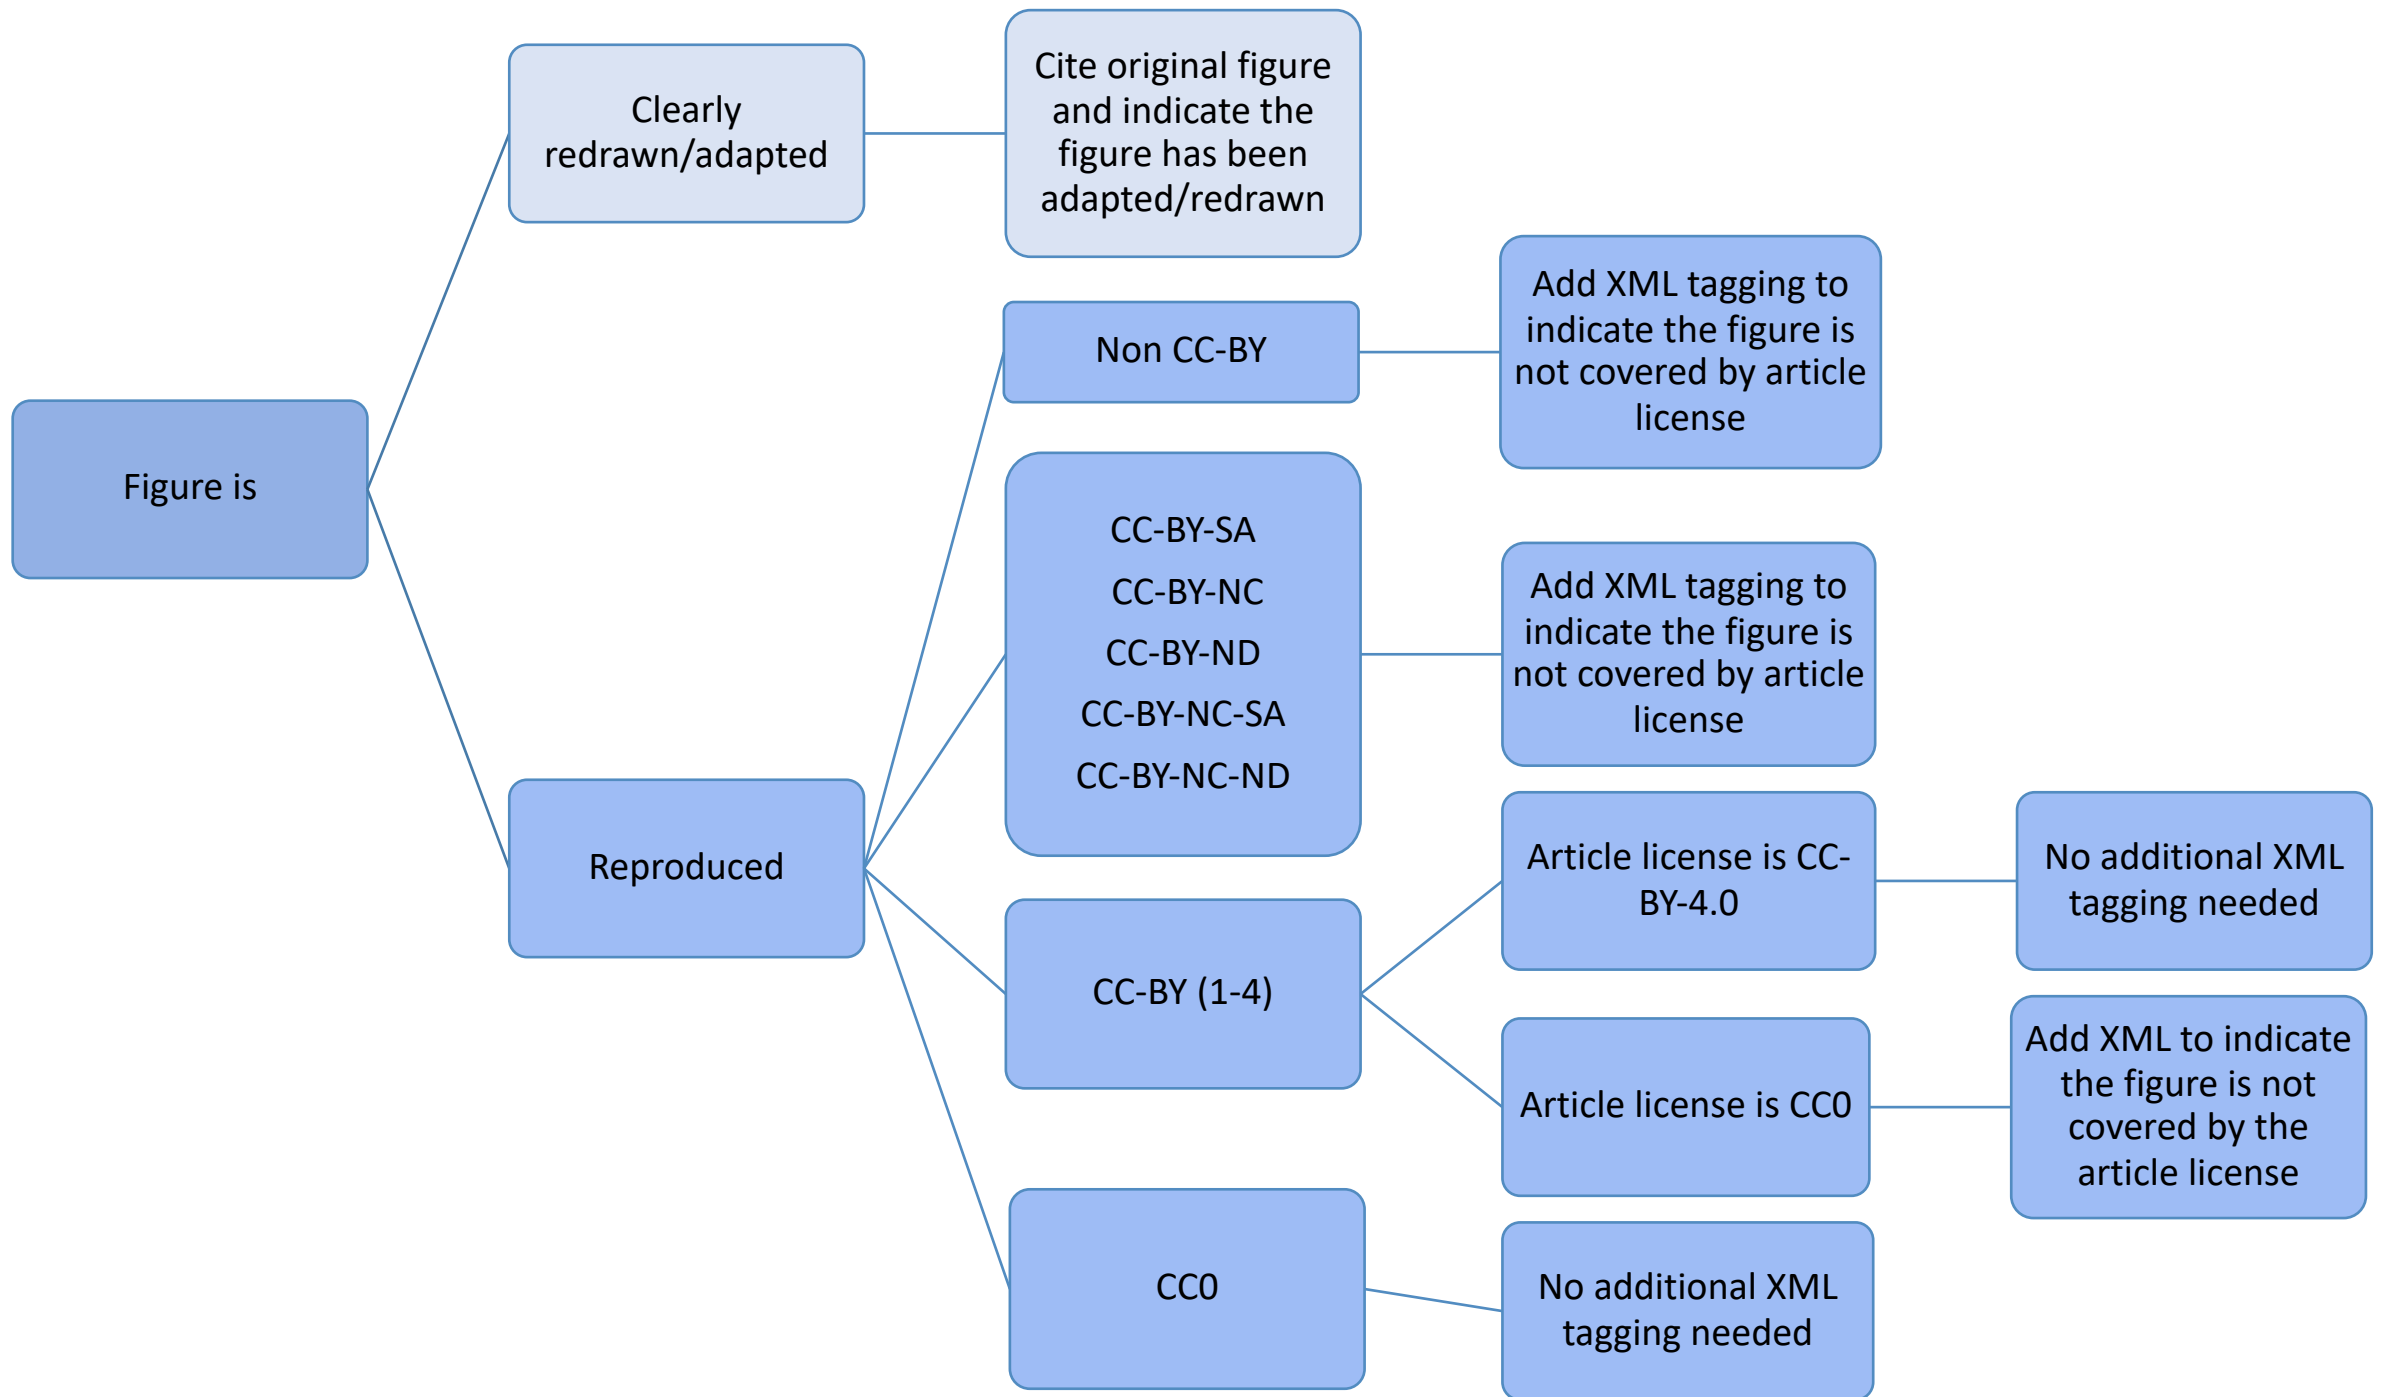 Figure is
Clearly
redrawn/adapted
Cite original figure
and indicate the
figure has been
adapted/redrawn
Reproduced
Non CC-BY
Add XML tagging to
indicate the figure is
not covered by article
license
CC-BY-SA
CC-BY-NC
CC-BY-ND
CC-BY-NC-SA
CC-BY-NC-ND
Add XML tagging to
indicate the figure is
not covered by article
license
CC-BY (1-4)
Article license is CC-
BY-4.0
No additional XML
tagging needed
Article license is CC0
Add XML to indicate
the figure is not
covered by the
article license
CC0
No additional XML
tagging needed